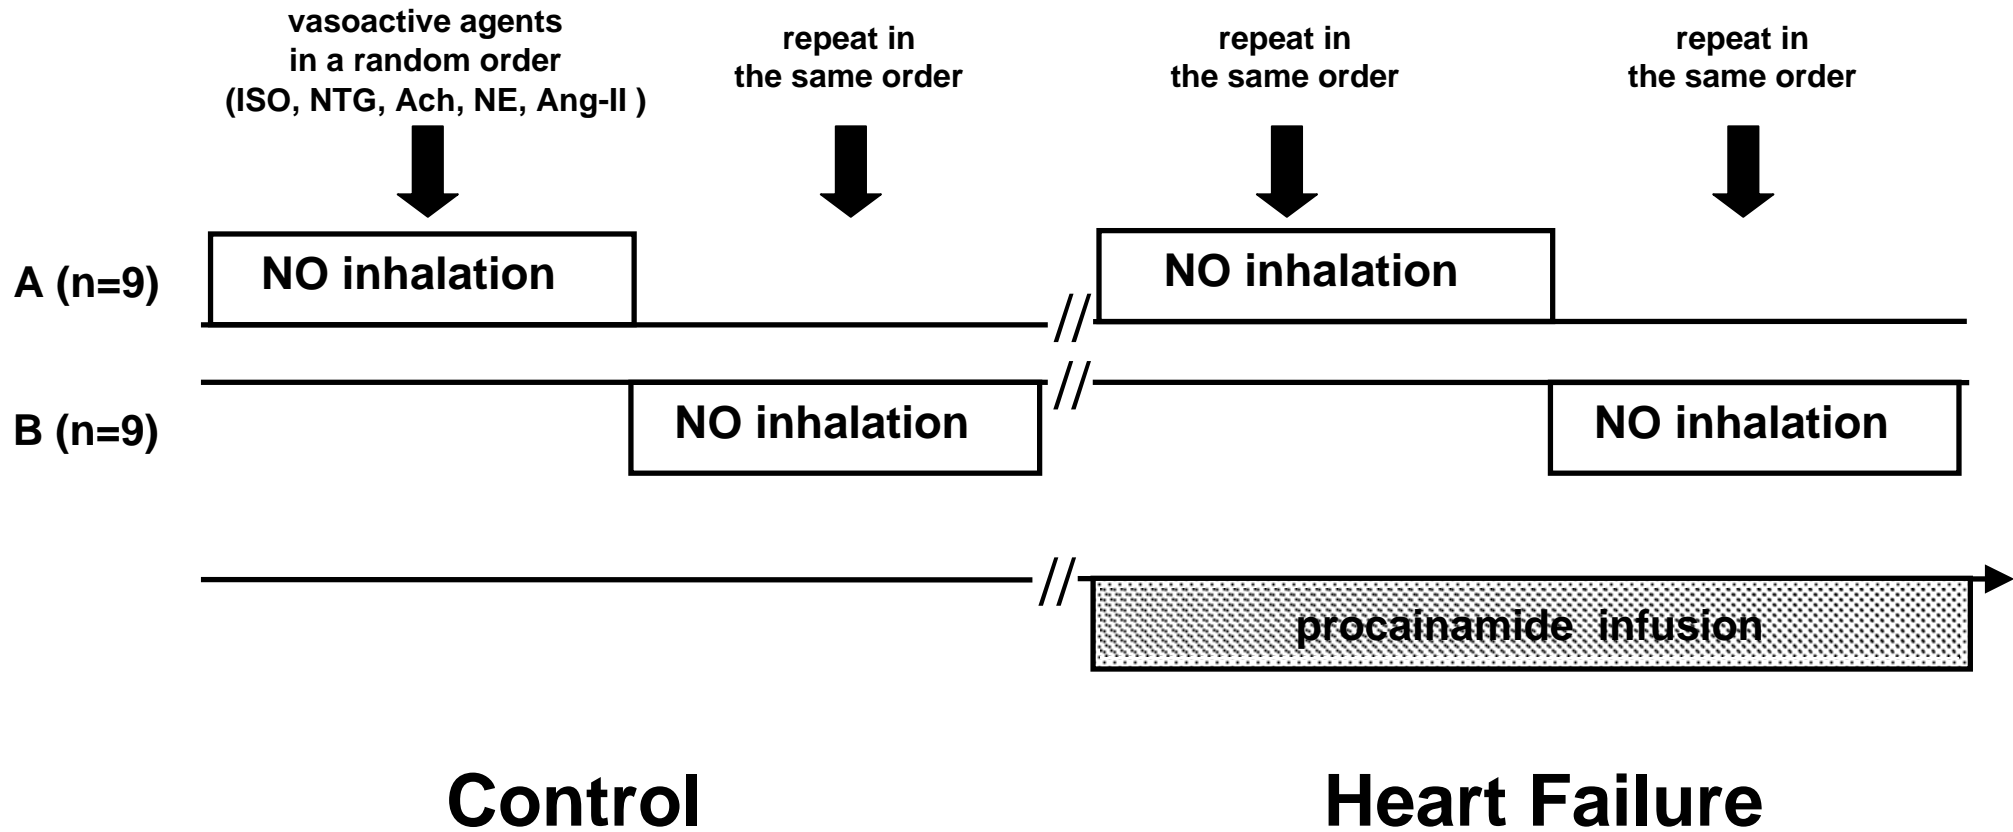 vasoactive agents
in a random order
(ISO, NTG, Ach, NE, Ang-II )
repeat in
the same order
repeat in
the same order
repeat in
the same order
A (n=9)
NO inhalation
NO inhalation
B (n=9)
NO inhalation
NO inhalation
procainamide infusion
Control
Heart Failure